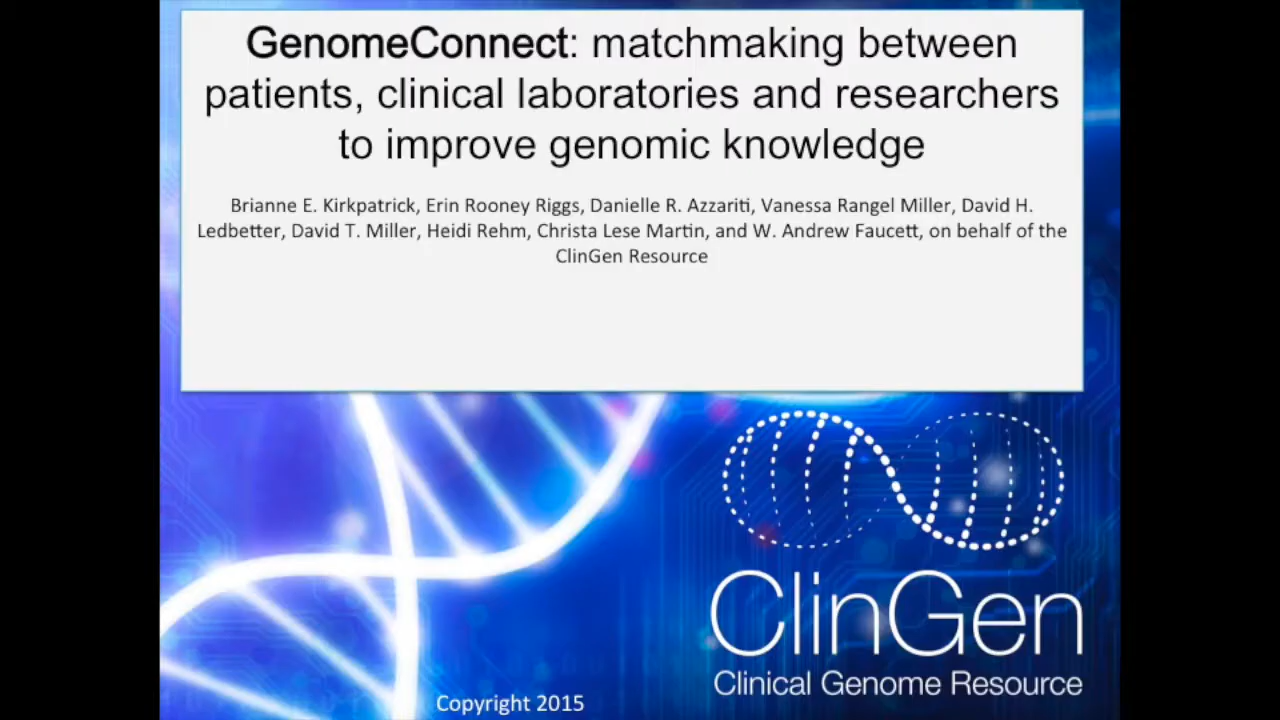 GenomeConnect: matchmaking between
patients, clinical laboratories and researchers
to improve genomic knowledge
Brianne E. Kirkpatrick, Erin Rooney Riggs, Danielle R. Azzariti, Vanessa Rangel Miller, David H.
Ledbetter, David T. Miller, Heidi Rehm, Christa Lese Martin, and W. Andrew Faucett, on behalf of the
ClinGen Resource
ClinGen
Clinical Genome Resource
Copyright 2015